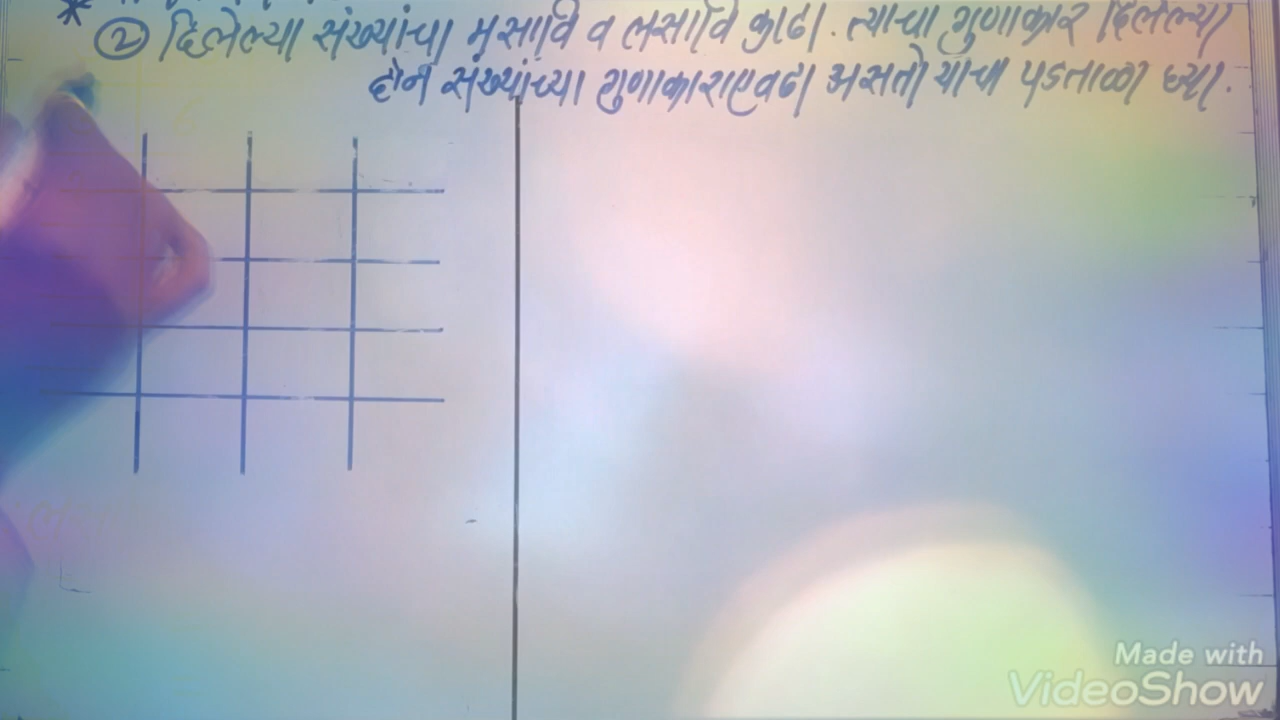 * ② दिलेल्या संख्यांचा मसावि व लसावि काढा. त्याचा गुणाकार दिलेल्या
दोन संख्यांच्या गुणाकाराएवढा असतो याचा पडताळा घ्या.
Made with
VideoShow